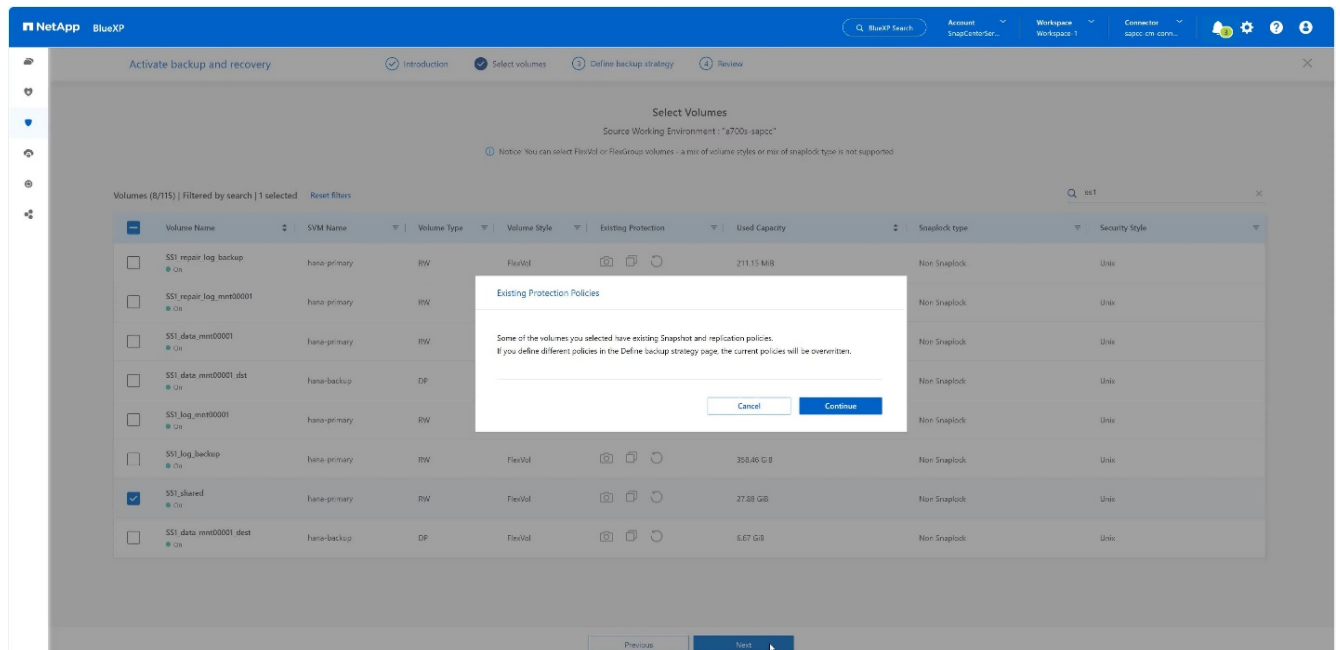 NetApp BlueXP
BlueXP Search
Account
SnapCenterSer...
Workspace
Workspace-1
Connector
sapcc-cm-conn...
3
Activate backup and recovery
Introduction
Select volumes
3 Define backup strategy
4 Review
Select Volumes
Source Working Environment : "a700s-sapcc"
Notice: You can select FlexVol or FlexGroup volumes - a mix of volume styles or mix of snaplock type is not supported
Volumes (8/115) | Filtered by search | 1 selected Reset filters
Volume Name SVM Name Volume Type Volume Style Existing Protection Used Capacity Snaplock type Security Style
SS1_repair_log_backup hana-primary RW FlexVol 211.15 MiB Non Snaplock Unix
On
SS1_repair_log_mnt00001 hana-primary RW Non Snaplock Unix
On
SS1_data_mnt00001 hana-primary RW Non Snaplock Unix
On
SS1_data_mnt00001_dst hana-backup DP Non Snaplock Unix
On
SS1_log_mnt00001 hana-primary RW Non Snaplock Unix
On
SS1_log_backup hana-primary RW FlexVol 358.46 GiB Non Snaplock Unix
On
SS1_shared hana-primary RW FlexVol 27.88 GiB Non Snaplock Unix
On
SS1_data_mnt00001_dest hana-backup DP FlexVol 6.67 GiB Non Snaplock Unix
On
Existing Protection Policies
Some of the volumes you selected have existing Snapshot and replication policies.
If you define different policies in the Define backup strategy page, the current policies will be overwritten.
Cancel Continue
Previous Next